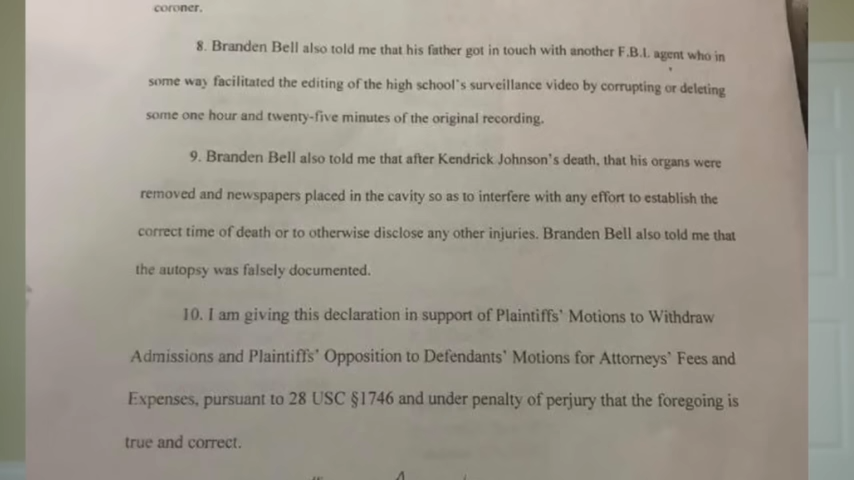 coroner.
8. Branden Bell also told me that his father got in touch with another F.B.I. agent who in
some way facilitated the editing of the high school's surveillance video by corrupting or deleting
some one hour and twenty-five minutes of the original recording.
9. Branden Bell also told me that after Kendrick Johnson's death, that his organs were
removed and newspapers placed in the cavity so as to interfere with any effort to establish the
correct time of death or to otherwise disclose any other injuries. Branden Bell also told me that
the autopsy was falsely documented.
10. I am giving this declaration in support of Plaintiffs' Motions to Withdraw
Admissions and Plaintiffs' Opposition to Defendants' Motions for Attorneys' Fees and
Expenses, pursuant to 28 USC §1746 and under penalty of perjury that the foregoing is
true and correct.